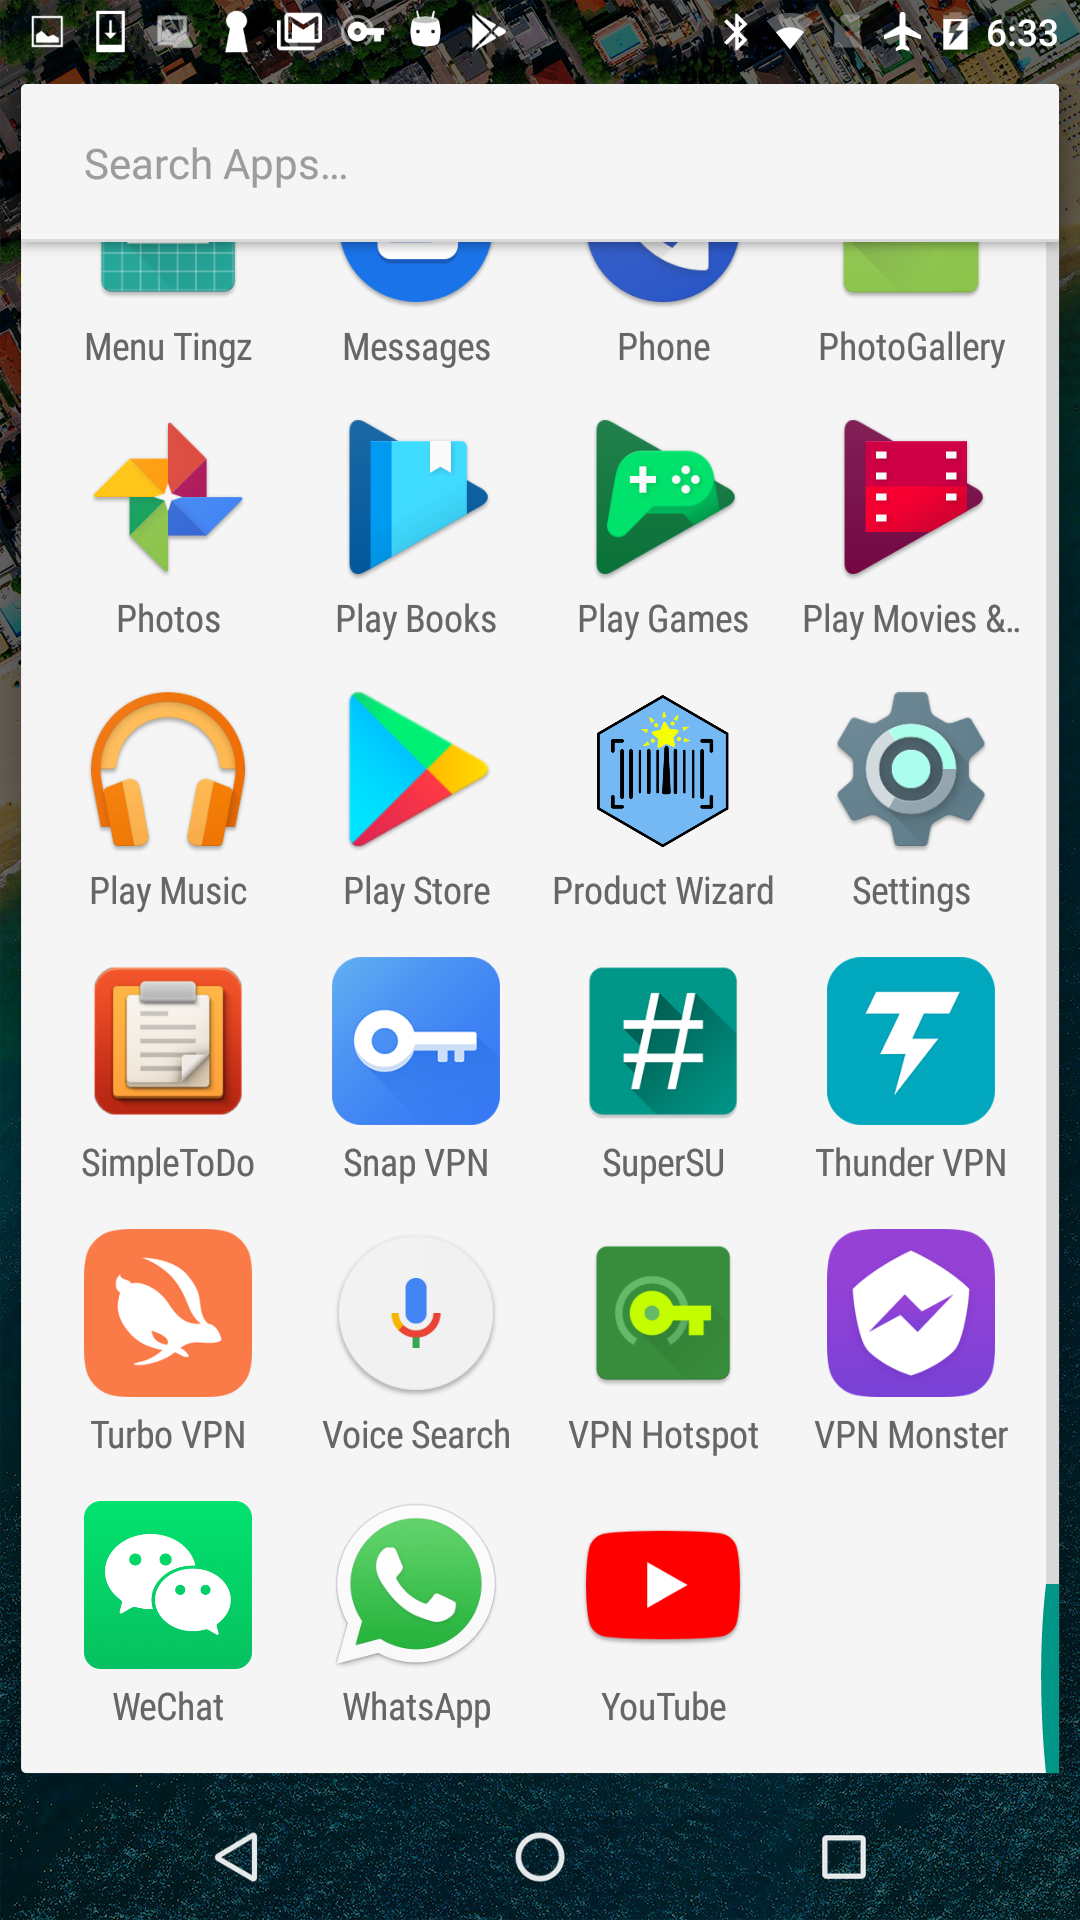 6:33
Search Apps...
Menu Tingz
Messages
Phone
PhotoGallery
Photos
Play Books
Play Games
Play Movies &..
Play Music
Play Store
Product Wizard
Settings
SimpleToDo
Snap VPN
SuperSU
Thunder VPN
Turbo VPN
Voice Search
VPN Hotspot
VPN Monster
WeChat
WhatsApp
YouTube